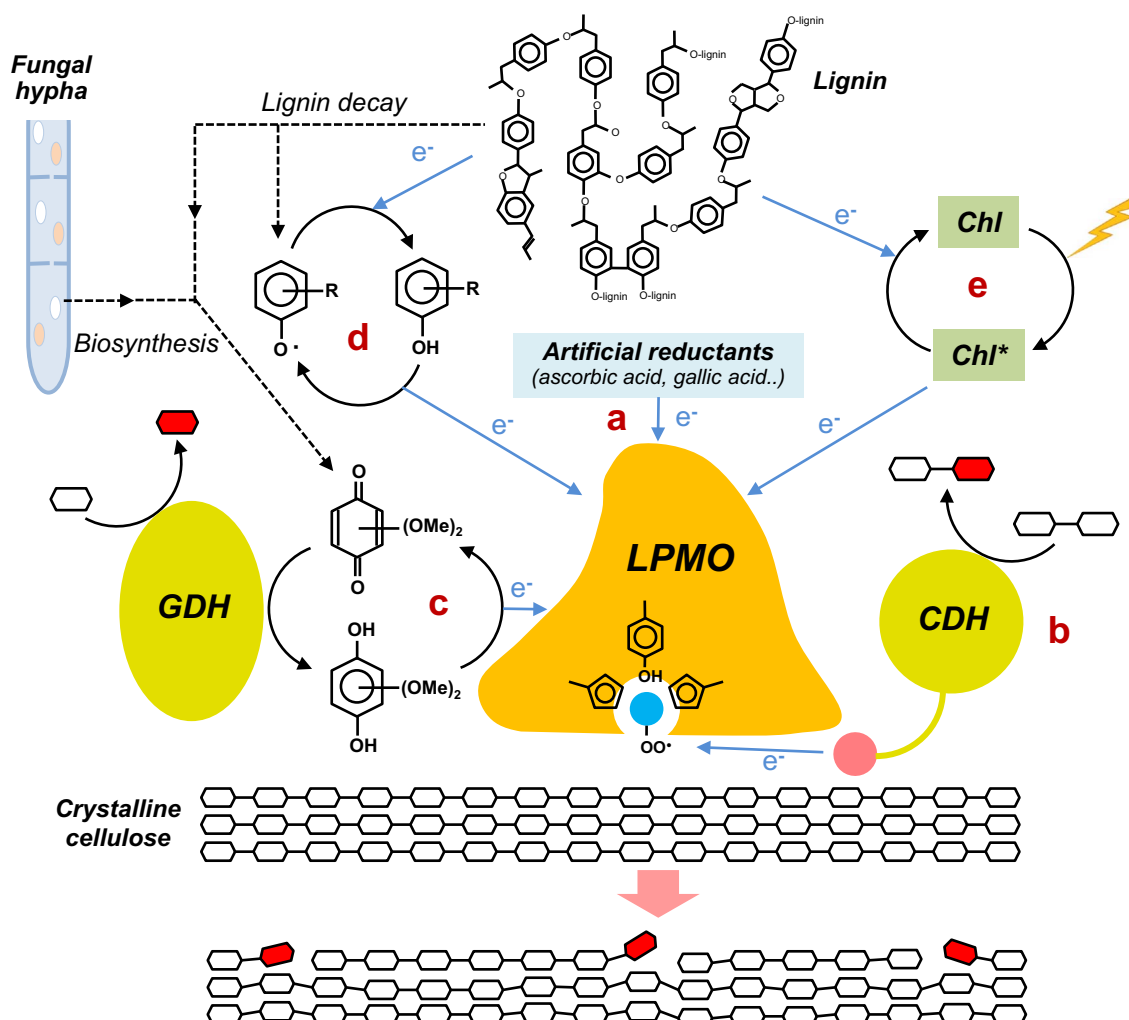 O-lignin
Fungal
hypha
Lignin decay
O
O
O-lignin
Lignin
O
O
O
O
e-
O
O
O
O
O
O
O
O
O
e-
Chl
e
R
R
d
O-lignin
O-lignin
Biosynthesis
O·
OH
Artificial reductants
(ascorbic acid, gallic acid..)
Chl*
a
e-
e-
e-
O
(OMe)2
O
LPMO
GDH
c
e-
CDH
b
OH
(OMe)2
OH
OH
OO·
e-
Crystalline
cellulose